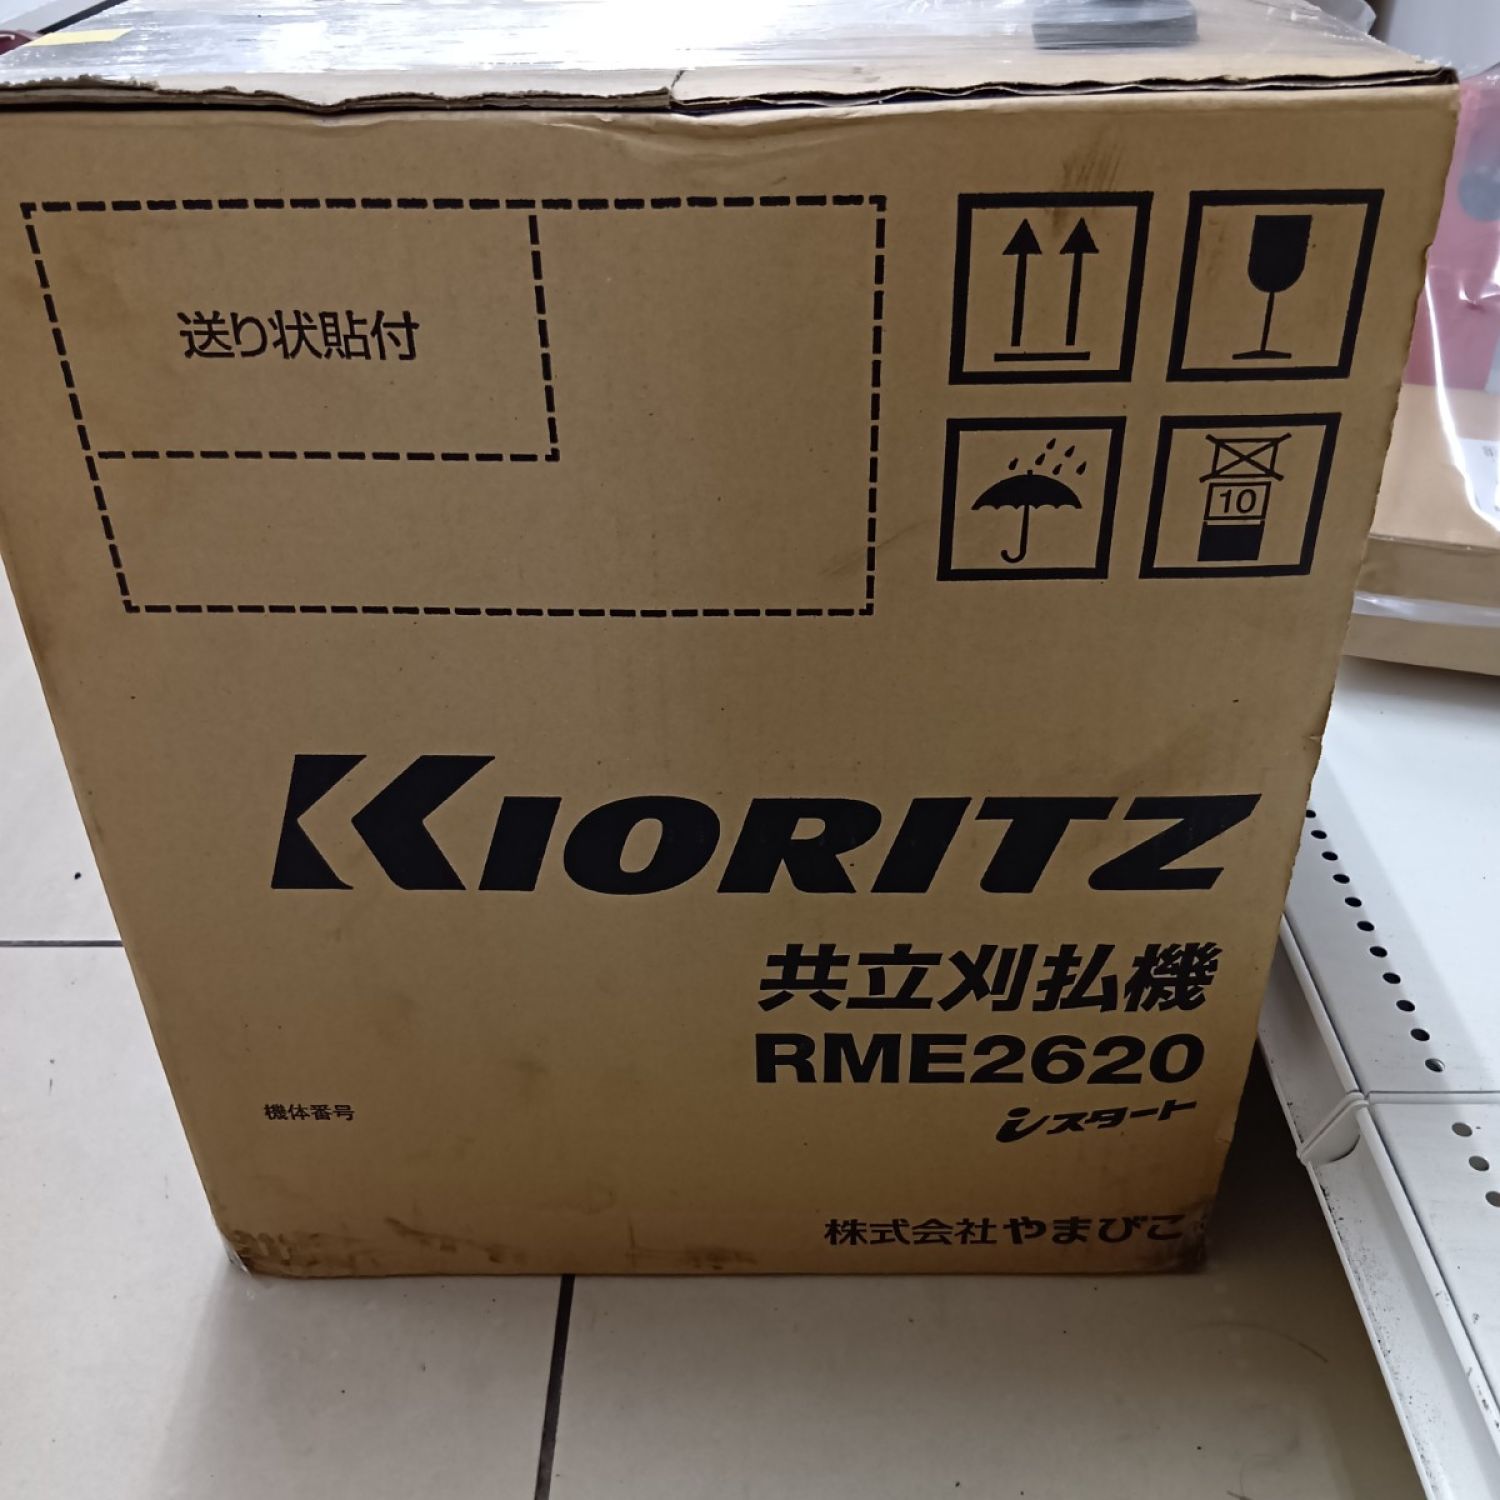 送り状貼付
10
KIORITZ
共立刈払機
RME2620
iスタート
機体番号
株式会社やまびこ